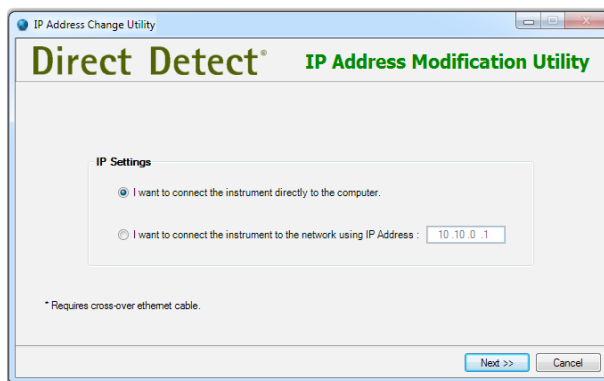 IP Address Change Utility
Direct Detect® IP Address Modification Utility
IP Settings
I want to connect the instrument directly to the computer.
I want to connect the instrument to the network using IP Address : 10 .10 .0 .1
* Requires cross-over ethernet cable.
Next >> Cancel